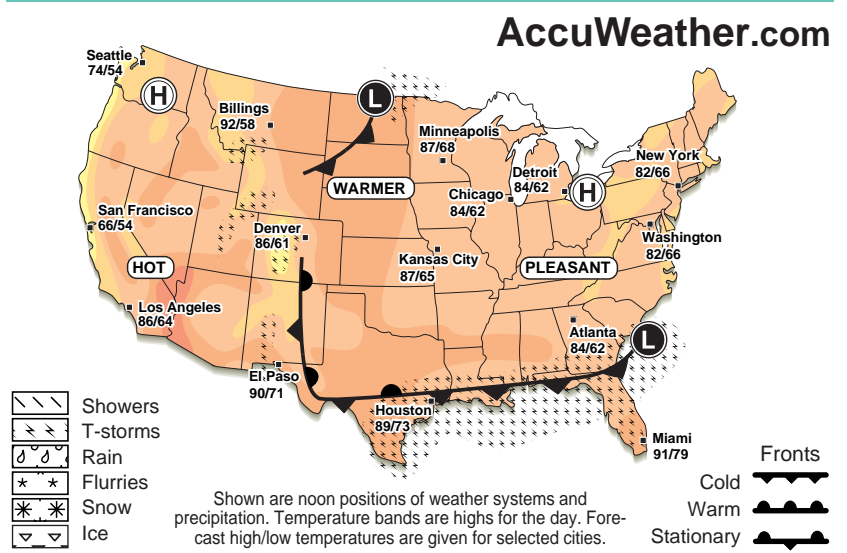 AccuWeather.com
Seattle
74/54
H
Billings
92/58
L
Minneapolis
87/68
New York
82/66
Detroit
84/62
H
WARMER
Chicago
84/62
San Francisco
66/54
Denver
86/61
Washington
82/66
Kansas City
87/65
HOT
PLEASANT
Los Angeles
86/64
Atlanta
84/62
L
El Paso
90/71
Houston
89/73
Miami
91/79
Showers
T-storms
Rain
Flurries
Snow
Ice
Shown are noon positions of weather systems and
precipitation. Temperature bands are highs for the day. Fore-
cast high/low temperatures are given for selected cities.
Fronts
Cold
Warm
Stationary